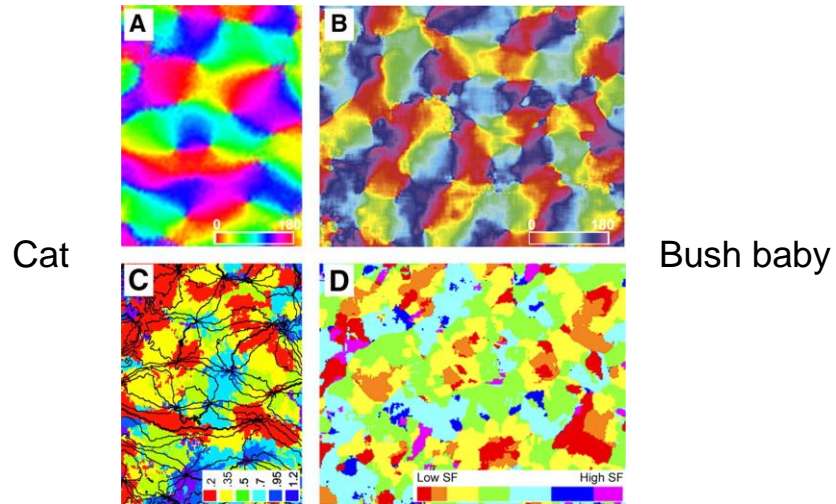 A
B
0 180
0 180
Cat
Bush baby
C
D
.2 .35 .5 .7 .95 1.2
Low SF High SF